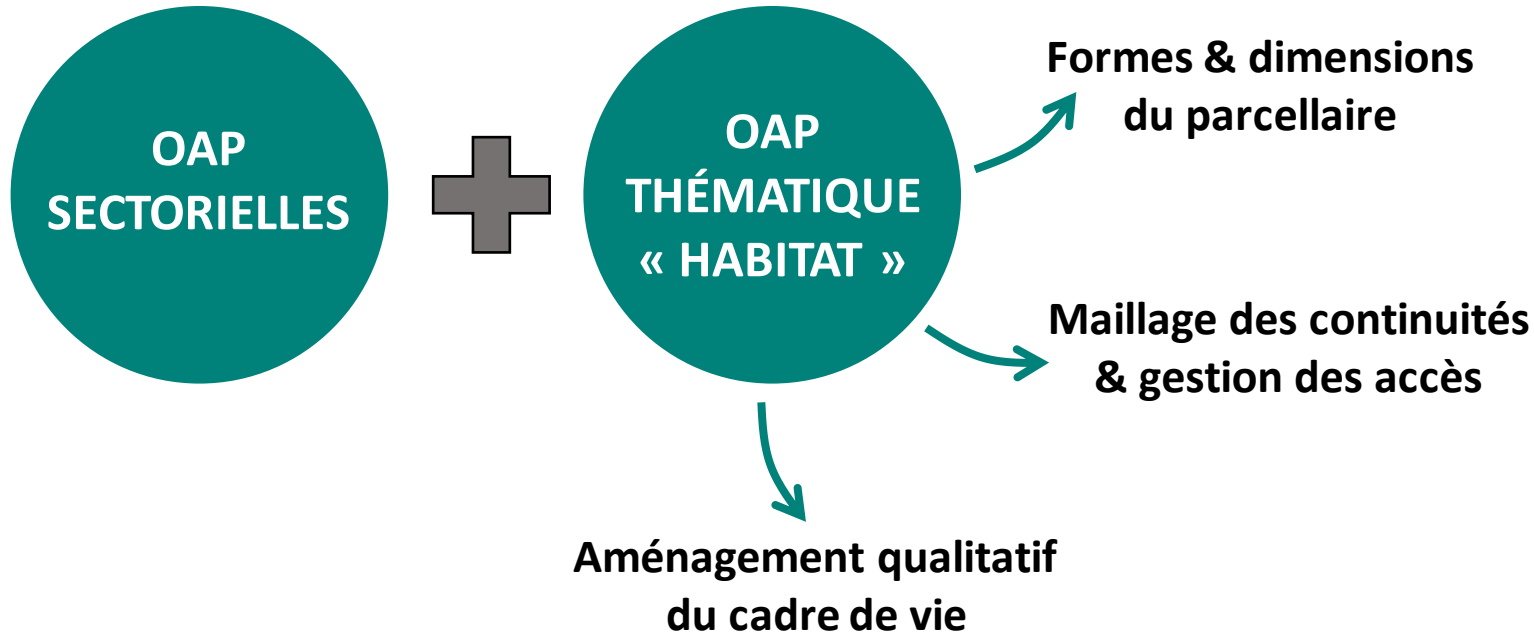 OAP
SECTORIELLES
OAP
THÉMATIQUE
« HABITAT »
Formes & dimensions
du parcellaire
Maillage des continuités
& gestion des accès
Aménagement qualitatif
du cadre de vie